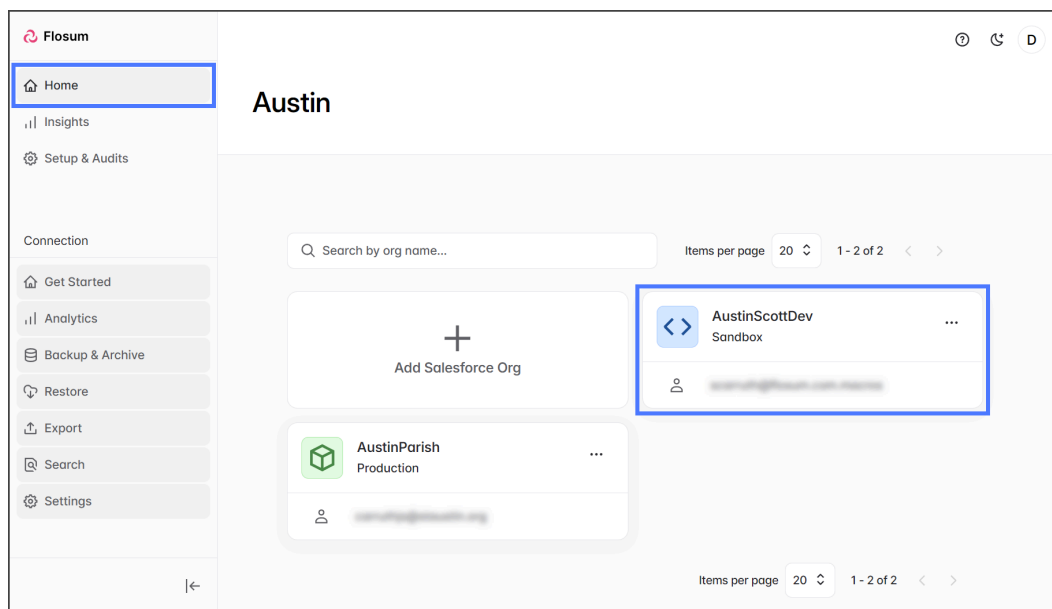 Flosum
D
Home
Insights
Setup & Audits
Austin
Connection
Get Started
Analytics
Backup & Archive
Restore
Export
Search
Settings
Search by org name...
Items per page 20 1 - 2 of 2
Add Salesforce Org
AustinScottDev
Sandbox
AustinParish
Production
Items per page 20 1 - 2 of 2